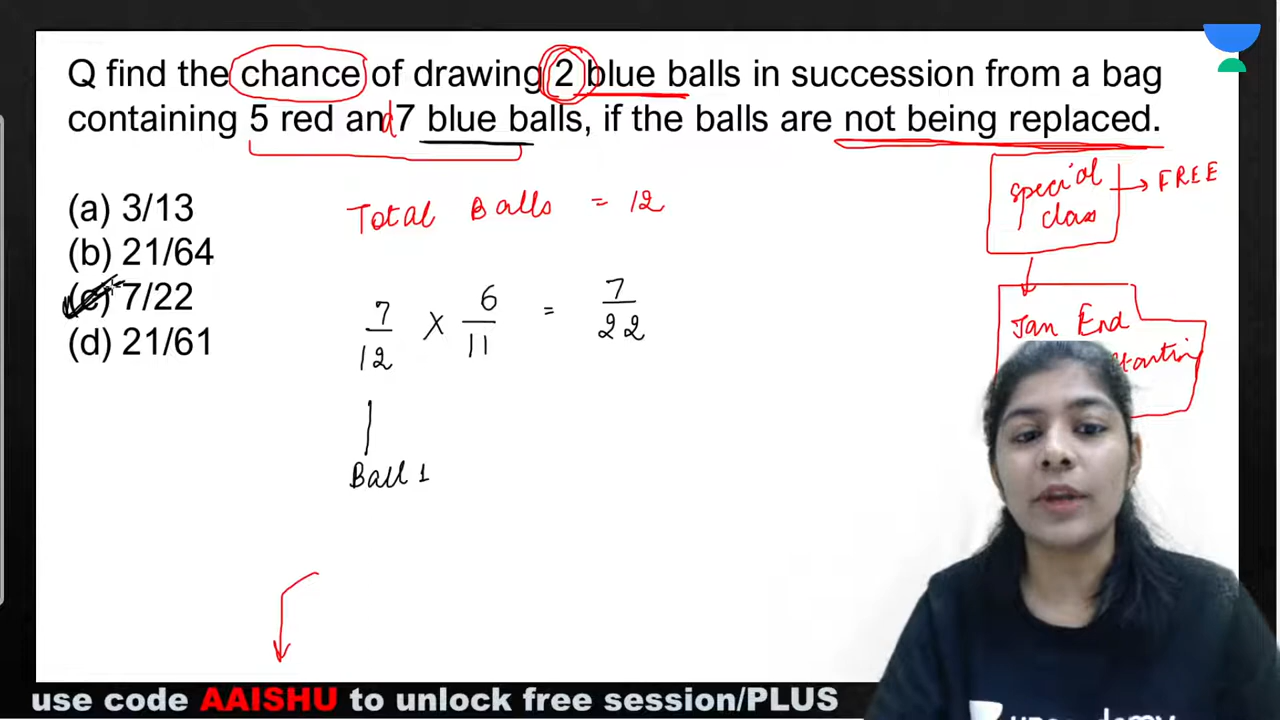 Q find the chance of drawing 2 blue balls in succession from a bag
containing 5 red and 7 blue balls, if the balls are not being replaced.
special → FREE
class
(a) 3/13
Total Balls = 12
(b) 21/64
(c) 7/22
7/12 X 6/11 = 7/22
Jan End
(d) 21/61
Ball 1
use code AAISHU to unlock free session/PLUS